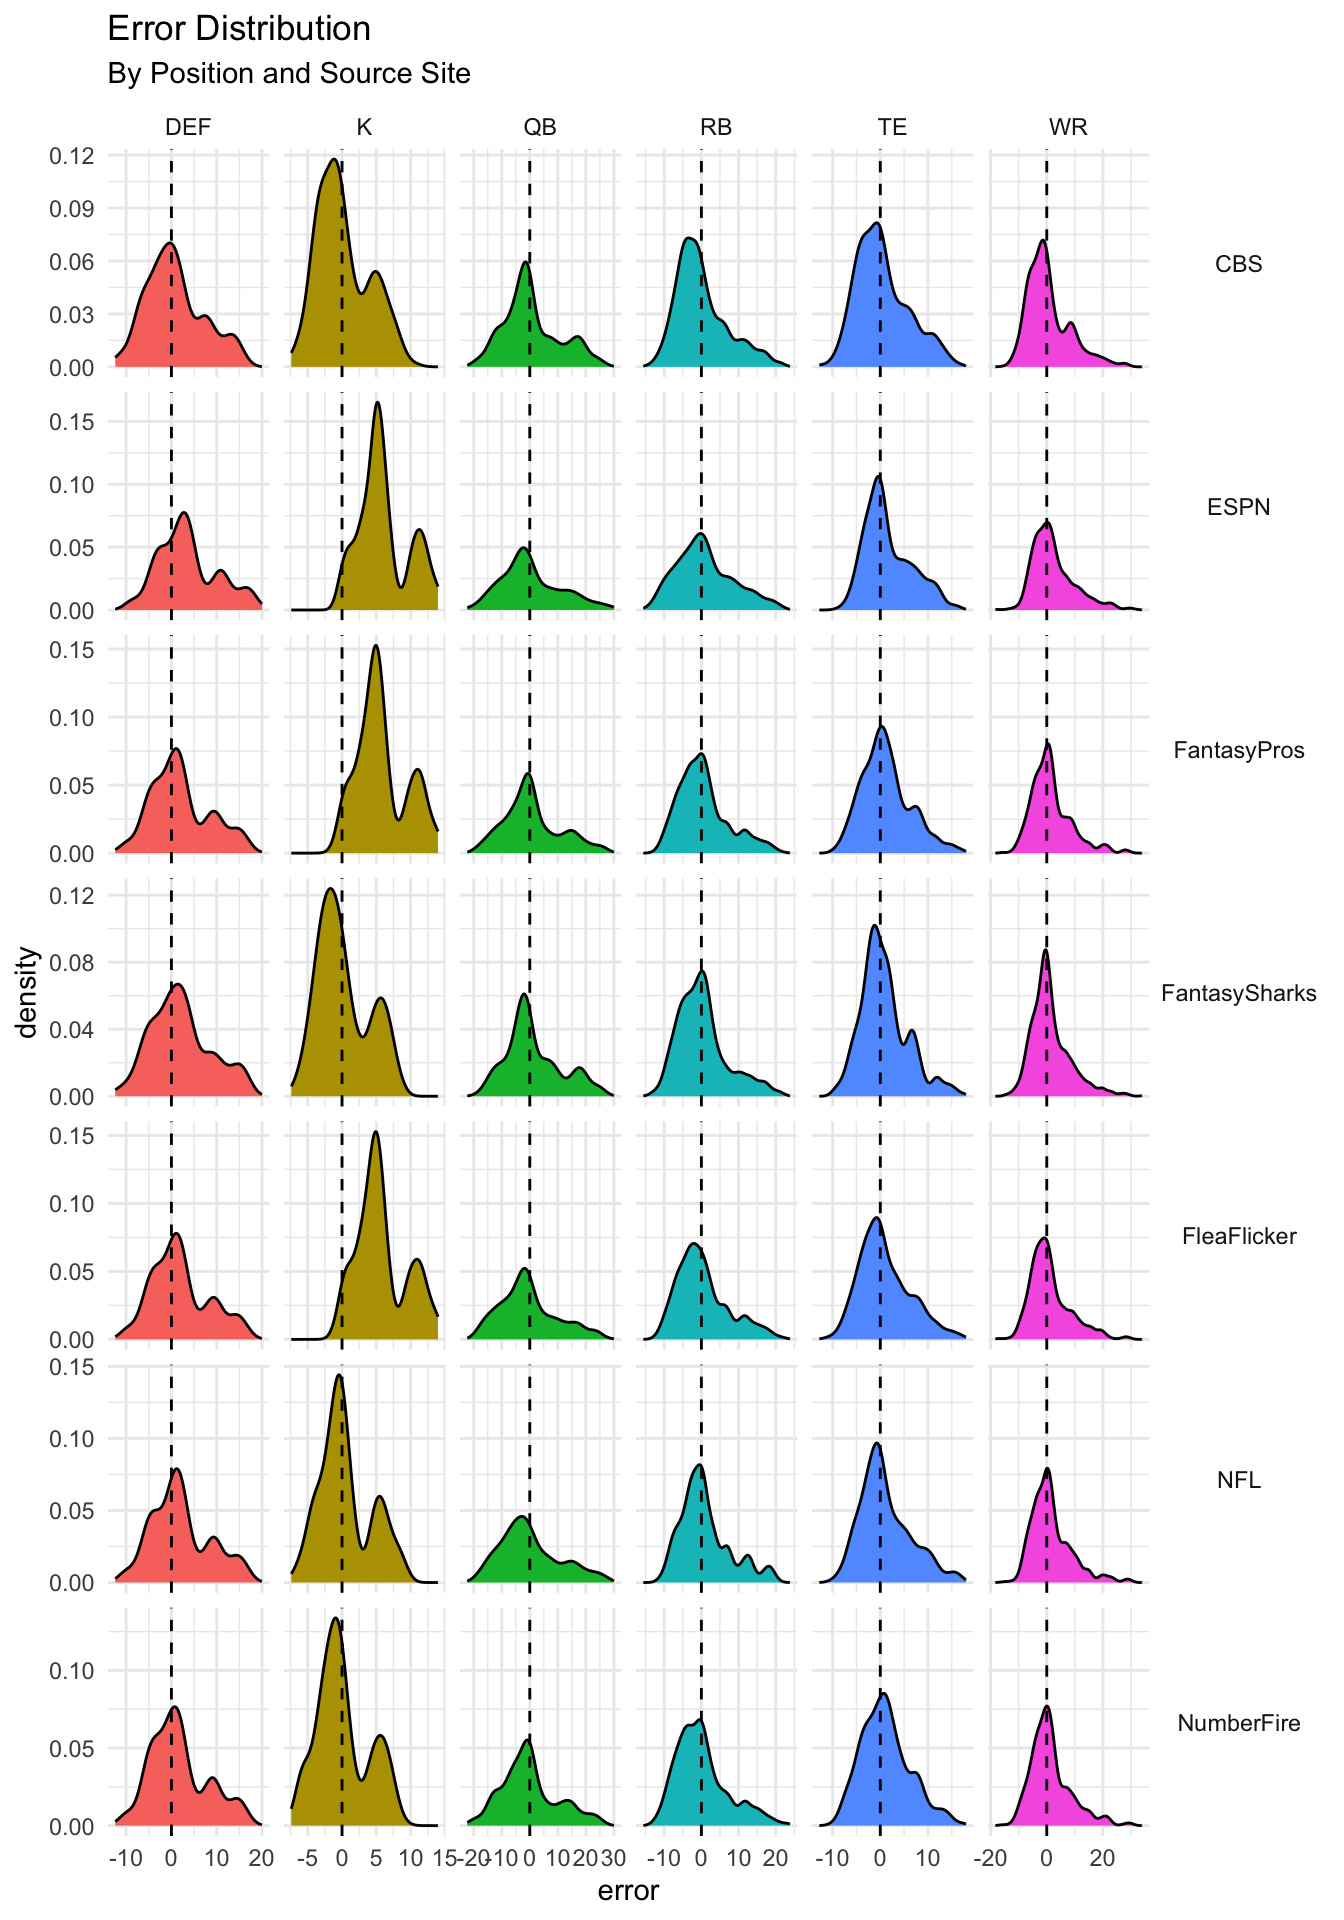 Error Distribution
By Position and Source Site
DEF K QB RB TE WR
0.12
0.09
0.06
0.03
0.00
CBS
0.15
0.10
0.05
0.00
ESPN
0.15
0.10
0.05
0.00
FantasyPros
0.12
0.08
0.04
0.00
FantasySharks
0.15
0.10
0.05
0.00
FleaFlicker
0.15
0.10
0.05
0.00
NFL
0.10
0.05
0.00
NumberFire
density
-10 0 10 20 -5 0 5 10 15 -20 -10 0 10 20 30 -10 0 10 20 -10 0 10 -20 0 20
error